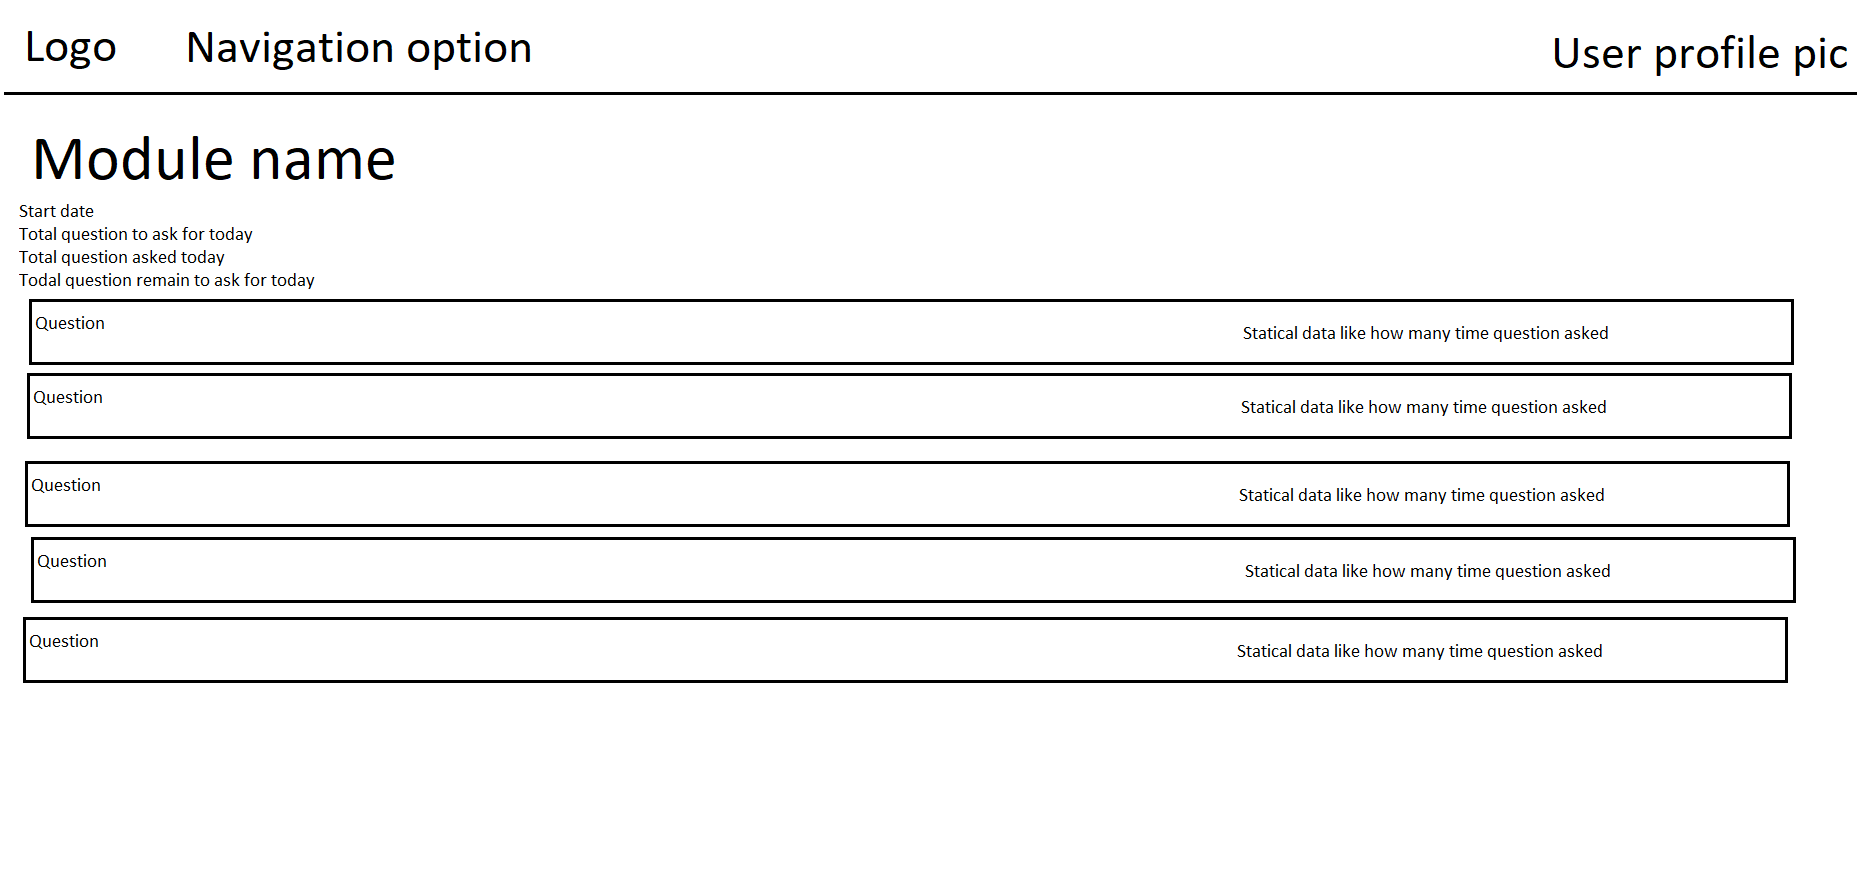 Logo
Navigation option
User profile pic
Module name
Start date
Total question to ask for today
Total question asked today
Todal question remain to ask for today
Question
Statical data like how many time question asked
Question
Statical data like how many time question asked
Question
Statical data like how many time question asked
Question
Statical data like how many time question asked
Question
Statical data like how many time question asked